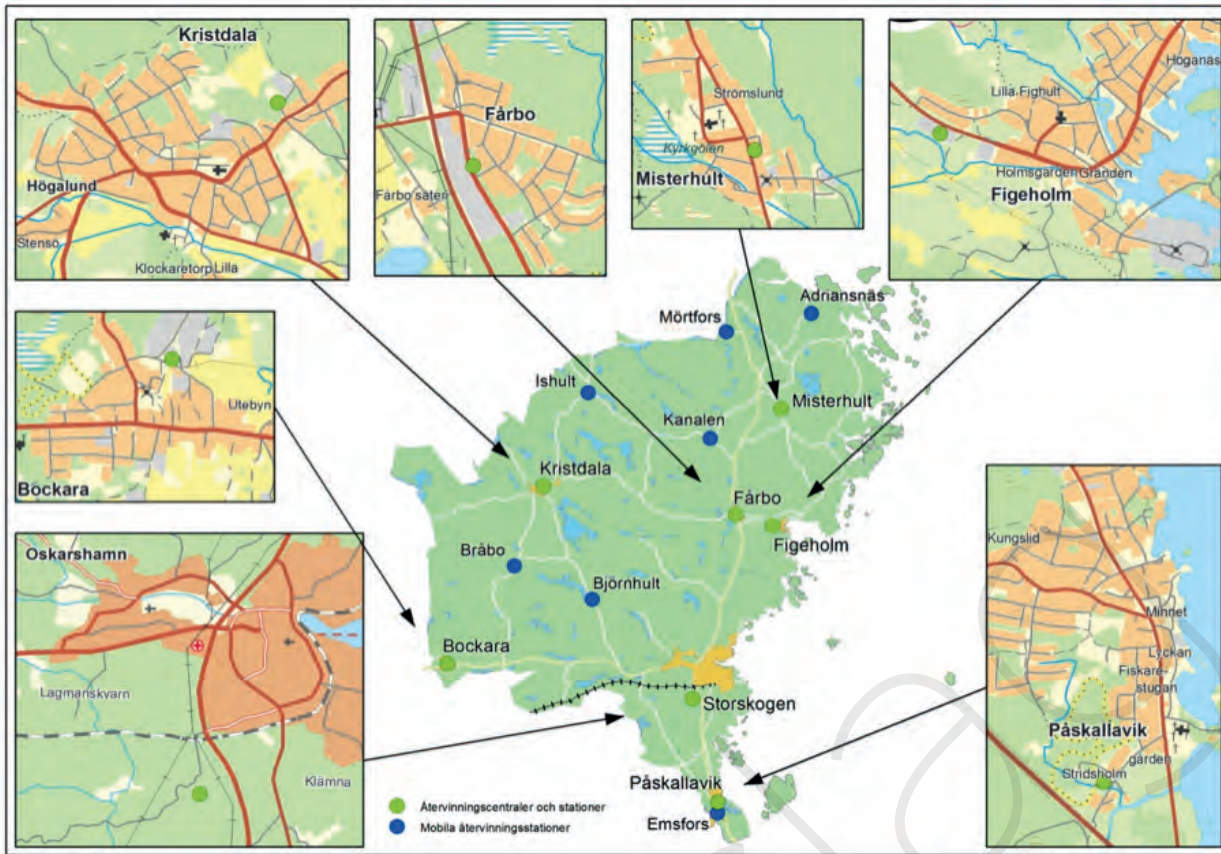 Kristdala
Högalund
Stensö
Klockaretorp Lilla
Fårbo
Fårbo säteri
Strömslund
Kyrkgölen
Misterhult
Höganäs
Lilla Fighult
Holmsgården Granden
Figeholm
Utebyn
Bockara
Oskarshamn
Lagmanskvarn
Klämna
Kungslid
Minnet
Lyckan
Fiskare-
stugan
Påskallavik
gården
Stridsholm
Adriansnäs
Mörtfors
Ishult
Misterhult
Kanalen
Kristdala
Fårbo
Figeholm
Bråbo
Björnhult
Bockara
Storskogen
Påskallavik
Emsfors
Återvinningscentraler och stationer
Mobila återvinningsstationer